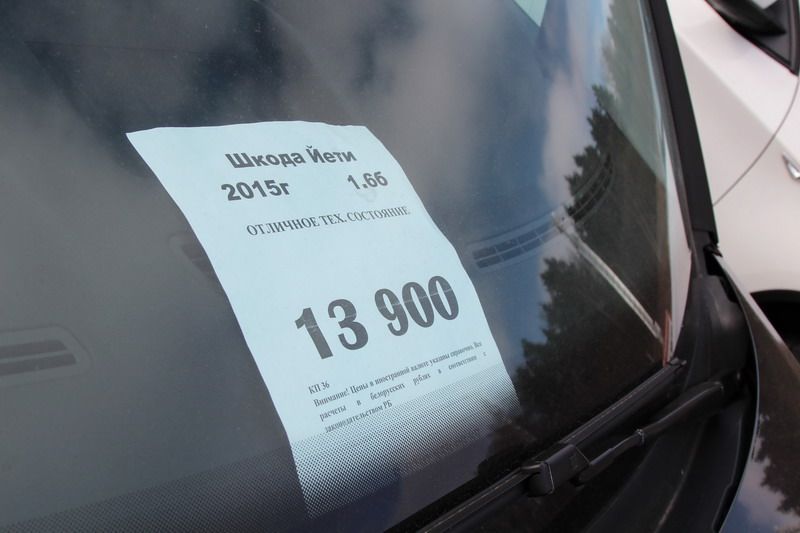 Шкода Йети
2015г 1.6б
ОТЛИЧНОЕ ТЕХ. СОСТОЯНИЕ
13 900
КП 36
Внимание! Цены в иностранной валюте указаны справочно. Все
расчеты в белорусских рублях в соответствии с
законодательством РБ